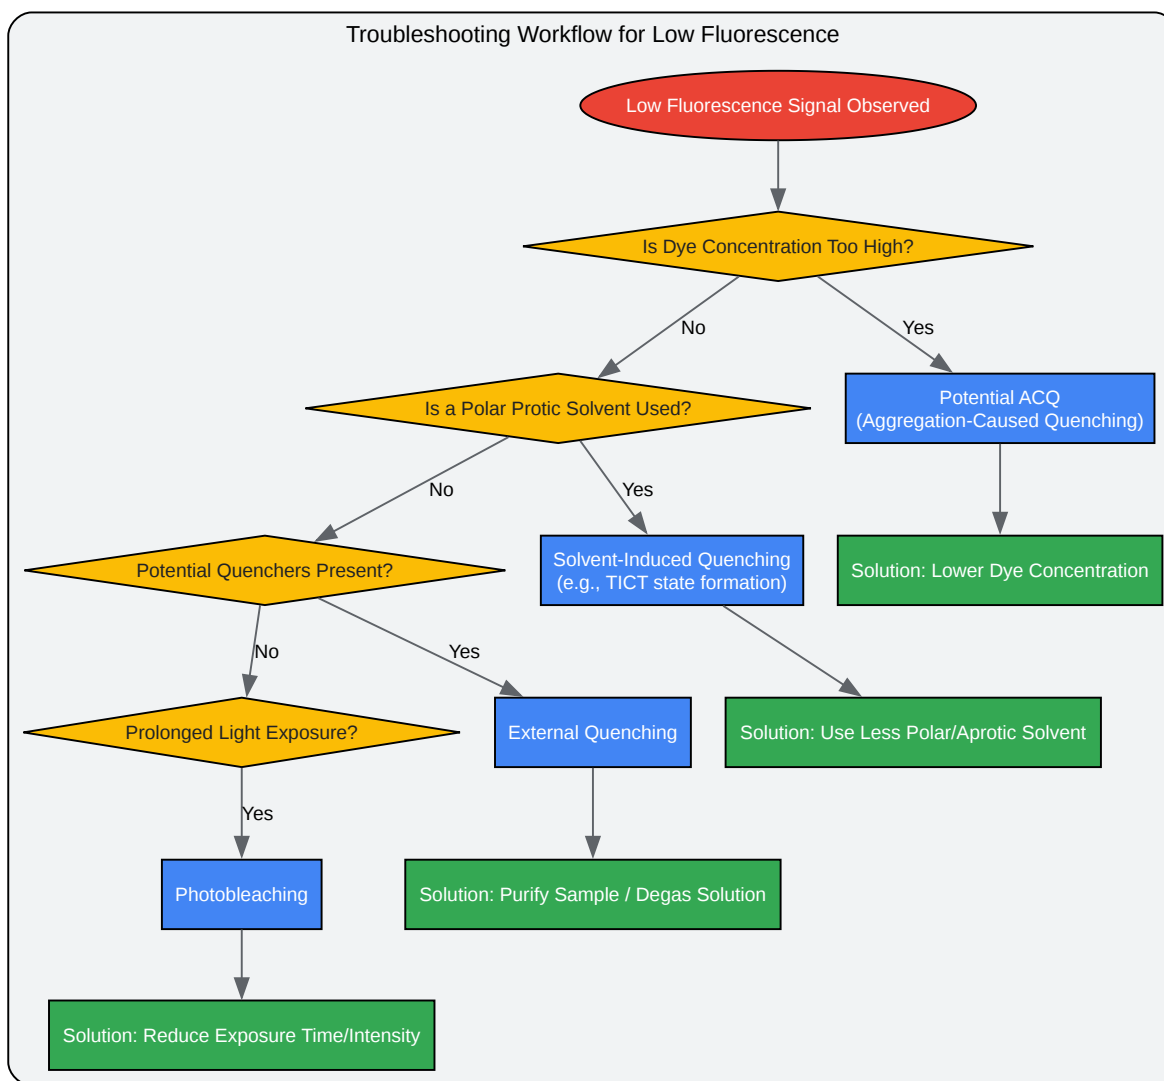 Troubleshooting Workflow for Low Fluorescence
Low Fluorescence Signal Observed
Is Dye Concentration Too High?
No
Yes
Is a Polar Protic Solvent Used?
Potential ACQ
(Aggregation-Caused Quenching)
No
Yes
Potential Quenchers Present?
Solvent-Induced Quenching
(e.g., TICT state formation)
Solution: Lower Dye Concentration
No
Yes
Prolonged Light Exposure?
External Quenching
Solution: Use Less Polar/Aprotic Solvent
Yes
Photobleaching
Solution: Purify Sample / Degas Solution
Solution: Reduce Exposure Time/Intensity